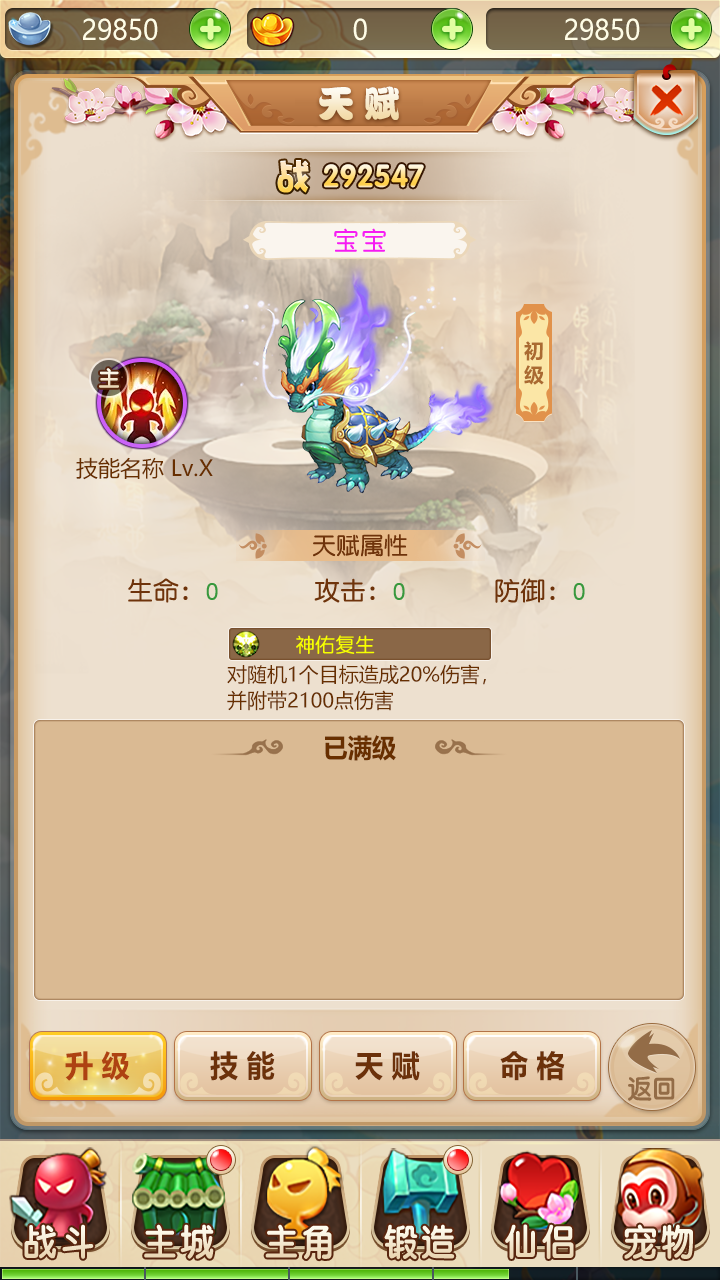 29850 0 29850
天赋
战 292547
宝宝
初级
主
技能名称 Lv.X
天赋属性
生命：0 攻击：0 防御：0
神佑复生
对随机1个目标造成20%伤害，
并附带2100点伤害
已满级
升级 技能 天赋 命格 返回
战斗 主城 主角 锻造 仙侣 宠物